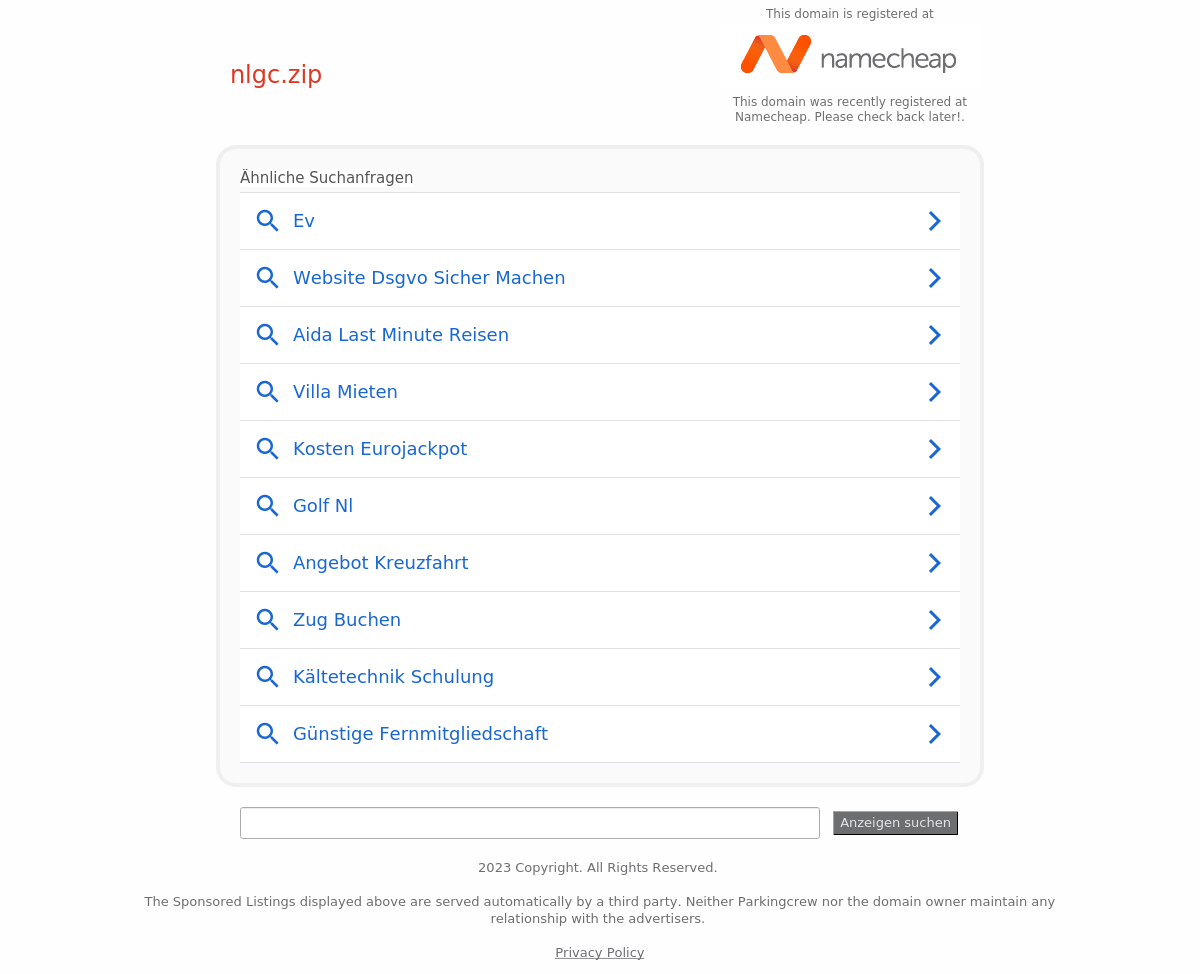 This domain is registered at
namecheap
nlgc.zip
This domain was recently registered at
Namecheap. Please check back later!.
Ähnliche Suchanfragen
Ev
Website Dsgvo Sicher Machen
Aida Last Minute Reisen
Villa Mieten
Kosten Eurojackpot
Golf Nl
Angebot Kreuzfahrt
Zug Buchen
Kältetechnik Schulung
Günstige Fernmitgliedschaft
Anzeigen suchen
2023 Copyright. All Rights Reserved.
The Sponsored Listings displayed above are served automatically by a third party. Neither Parkingcrew nor the domain owner maintain any
relationship with the advertisers.
Privacy Policy